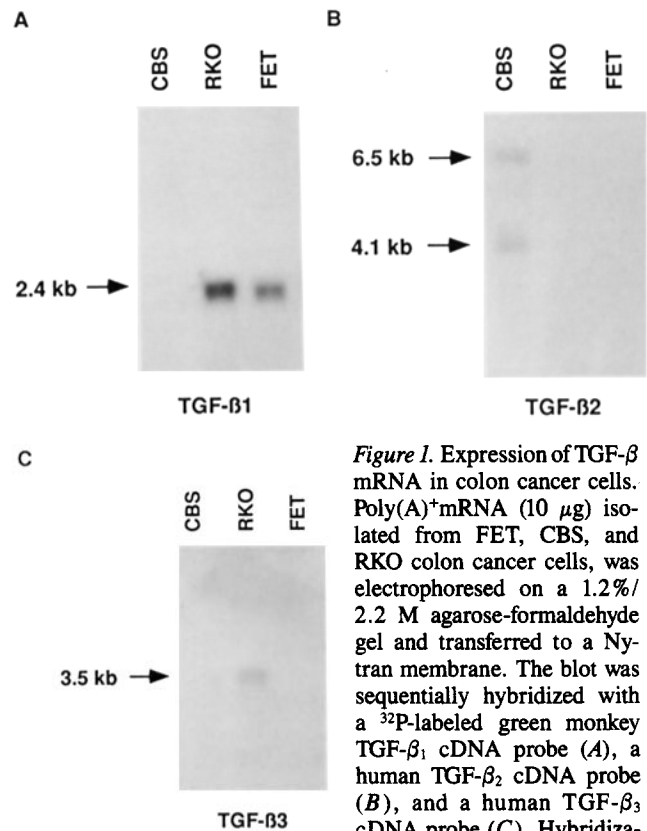 A
CBS
RKO
FET
2.4 kb
TGF-ß1
B
CBS
RKO
FET
6.5 kb
4.1 kb
TGF-ß2
C
CBS
RKO
FET
3.5 kb
TGF-ß3
Figure 1. Expression of TGF-β
mRNA in colon cancer cells.
Poly(A)⁺mRNA (10 μg) iso-
lated from FET, CBS, and
RKO colon cancer cells, was
electrophoresed on a 1.2%/
2.2 M agarose-formaldehyde
gel and transferred to a Ny-
tran membrane. The blot was
sequentially hybridized with
a ³²P-labeled green monkey
TGF-β₁ cDNA probe (A), a
human TGF-β₂ cDNA probe
(B), and a human TGF-β₃
cDNA probe (C). Hybridiza-